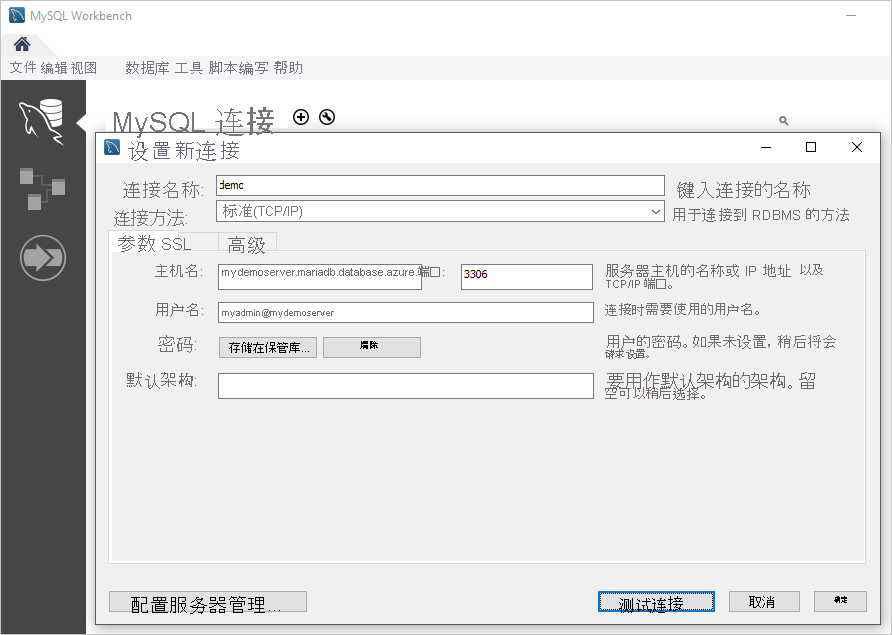 MySQL Workbench
文件 编辑 视图 数据库 工具 脚本编写 帮助
MySQL 连接
设置新连接
连接名称: demo 键入连接的名称
连接方法: 标准(TCP/IP) 用于连接到 RDBMS 的方法
参数 SSL 高级
主机名: mydemoserver.mariadb.database.azure. 端口: 3306 服务器主机的名称或 IP 地址 以及
TCP/IP 端口。
用户名: myadmin@mydemoserver 连接时需要使用的用户名。
密码: 存储在保管库... 清除 用户的密码。如果未设置, 稍后将会
请求设置。
默认架构: 要用作默认架构的架构。留
空可以稍后选择。
配置服务器管理... 测试连接 取消 确定